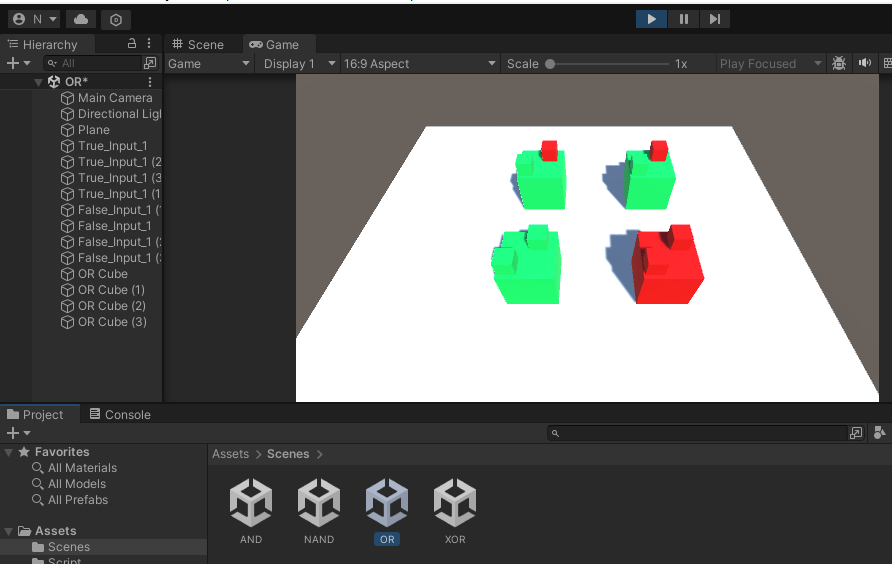 N
Hierarchy
Scene
Game
All
Game
Display 1
16:9 Aspect
Scale
1x
Play Focused
OR*
Main Camera
Directional Ligl
Plane
True_Input_1
True_Input_1 (2
True_Input_1 (3
True_Input_1 (1
False_Input_1 (
False_Input_1
False_Input_1 (
False_Input_1 (
OR Cube
OR Cube (1)
OR Cube (2)
OR Cube (3)
Project
Console
Favorites
All Materials
All Models
All Prefabs
Assets
Scenes
Script
Assets > Scenes >
AND
NAND
OR
XOR